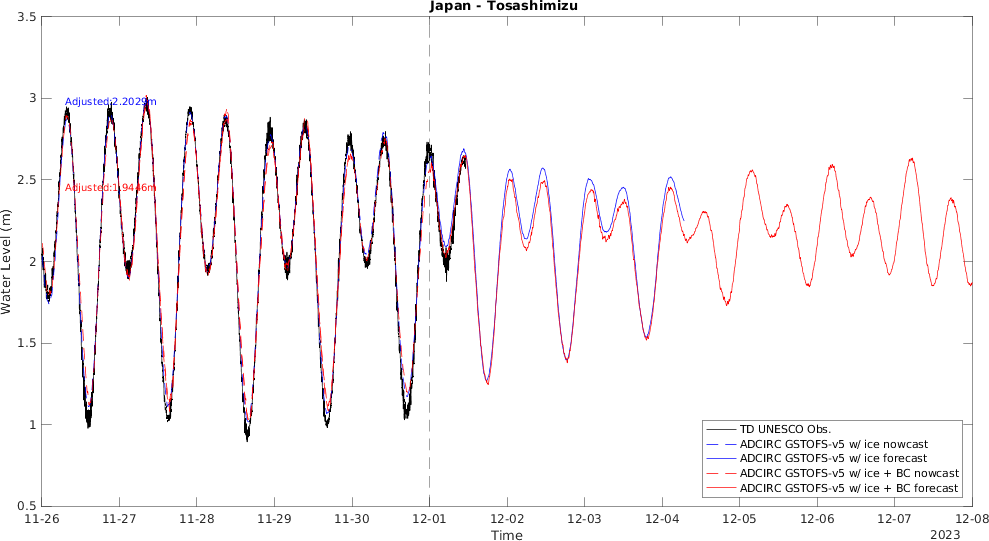 Japan - Tosashimizu
3.5
3
2.5
2
1.5
1
0.5
Water Level (m)
Adjusted:2.2029m
Adjusted:1.9446m
TD UNESCO Obs.
ADCIRC GSTOFS-v5 w/ ice nowcast
ADCIRC GSTOFS-v5 w/ ice forecast
ADCIRC GSTOFS-v5 w/ ice + BC nowcast
ADCIRC GSTOFS-v5 w/ ice + BC forecast
11-26 11-27 11-28 11-29 11-30 12-01 12-02 12-03 12-04 12-05 12-06 12-07 12-08
Time
2023